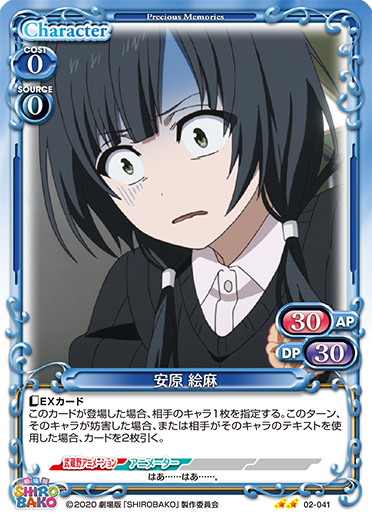 Precious Memories
Character
COST
0
SOURCE
0
30 AP
DP 30
安原 絵麻
EXカード
このカードが登場した場合、相手のキャラ1枚を指定する。このターン、
そのキャラが妨害した場合、または相手がそのキャラのテキストを使
用した場合、カードを2枚引く。
武蔵野アニメーション アニメーター
はあ……はあ…。
劇場版
SHIRO
BAKO
©2020 劇場版「SHIROBAKO」製作委員会
02-041